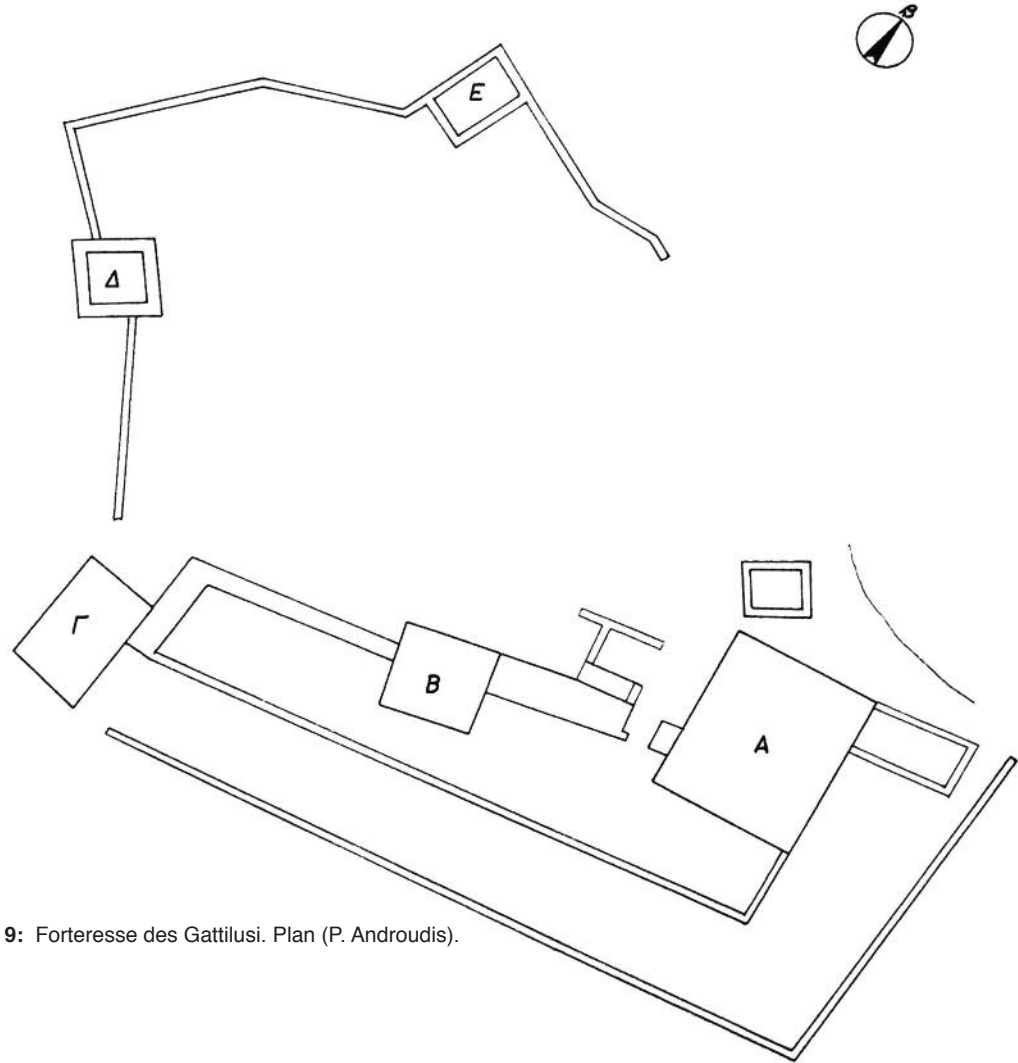 Β
Ε
Δ
Γ
Β
Α
9: Forteresse des Gattilusi. Plan (P. Androudis).